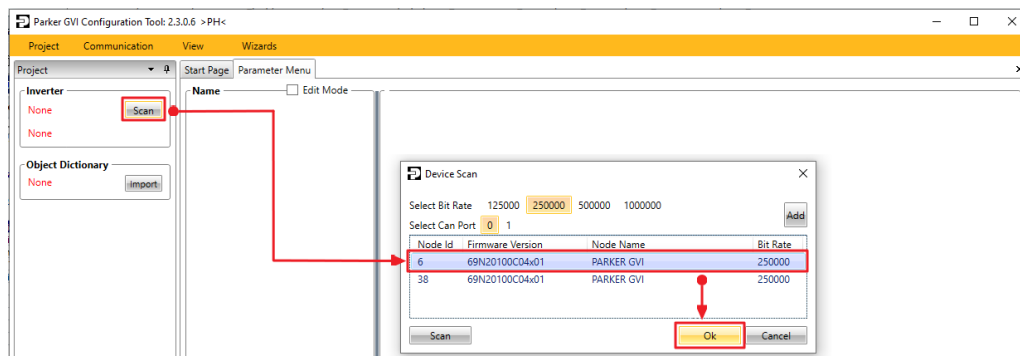 Parker GVI Configuration Tool: 2.3.0.6 >PH<
Project Communication View Wizards
Project
Start Page Parameter Menu
Inverter
None Scan
None
Object Dictionary
None import
Name Edit Mode
Device Scan
Select Bit Rate 125000 250000 500000 1000000
Add
Select Can Port 0 1
Node Id Firmware Version Node Name Bit Rate
6 69N20100C04x01 PARKER GVI 250000
38 69N20100C04x01 PARKER GVI 250000
Scan Ok Cancel